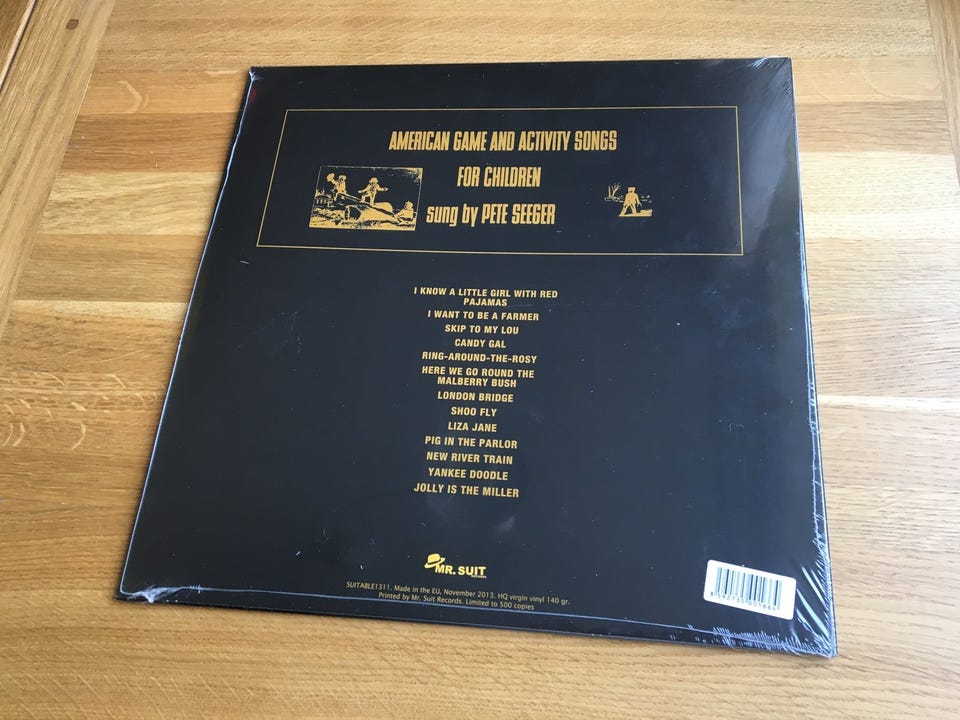 AMERICAN GAME AND ACTIVITY SONGS
FOR CHILDREN
sung by PETE SEEGER
I KNOW A LITTLE GIRL WITH RED
PAJAMAS
I WANT TO BE A FARMER
SKIP TO MY LOU
CANDY GAL
RING-AROUND-THE-ROSY
HERE WE GO ROUND THE
MALBERRY BUSH
LONDON BRIDGE
SHOO FLY
LIZA JANE
PIG IN THE PARLOR
NEW RIVER TRAIN
YANKEE DOODLE
JOLLY IS THE MILLER
MR. SUIT
SUITABLE1311. Made in the EU, November 2013. HQ virgin vinyl 140 gr.
Printed by Mr. Suit Records. Limited to 500 copies